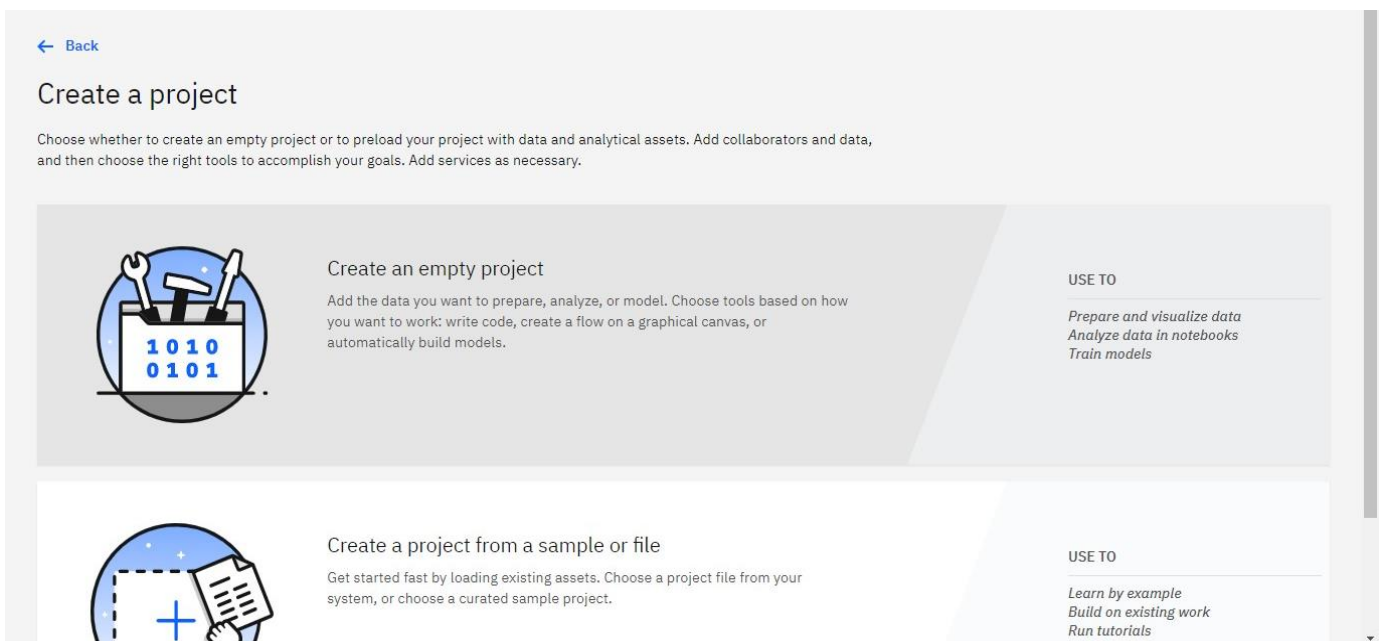 ← Back
Create a project
Choose whether to create an empty project or to preload your project with data and analytical assets. Add collaborators and data,
and then choose the right tools to accomplish your goals. Add services as necessary.
1010
0101
Create an empty project
Add the data you want to prepare, analyze, or model. Choose tools based on how
you want to work: write code, create a flow on a graphical canvas, or
automatically build models.
USE TO
Prepare and visualize data
Analyze data in notebooks
Train models
Create a project from a sample or file
Get started fast by loading existing assets. Choose a project file from your
system, or choose a curated sample project.
USE TO
Learn by example
Build on existing work
Run tutorials